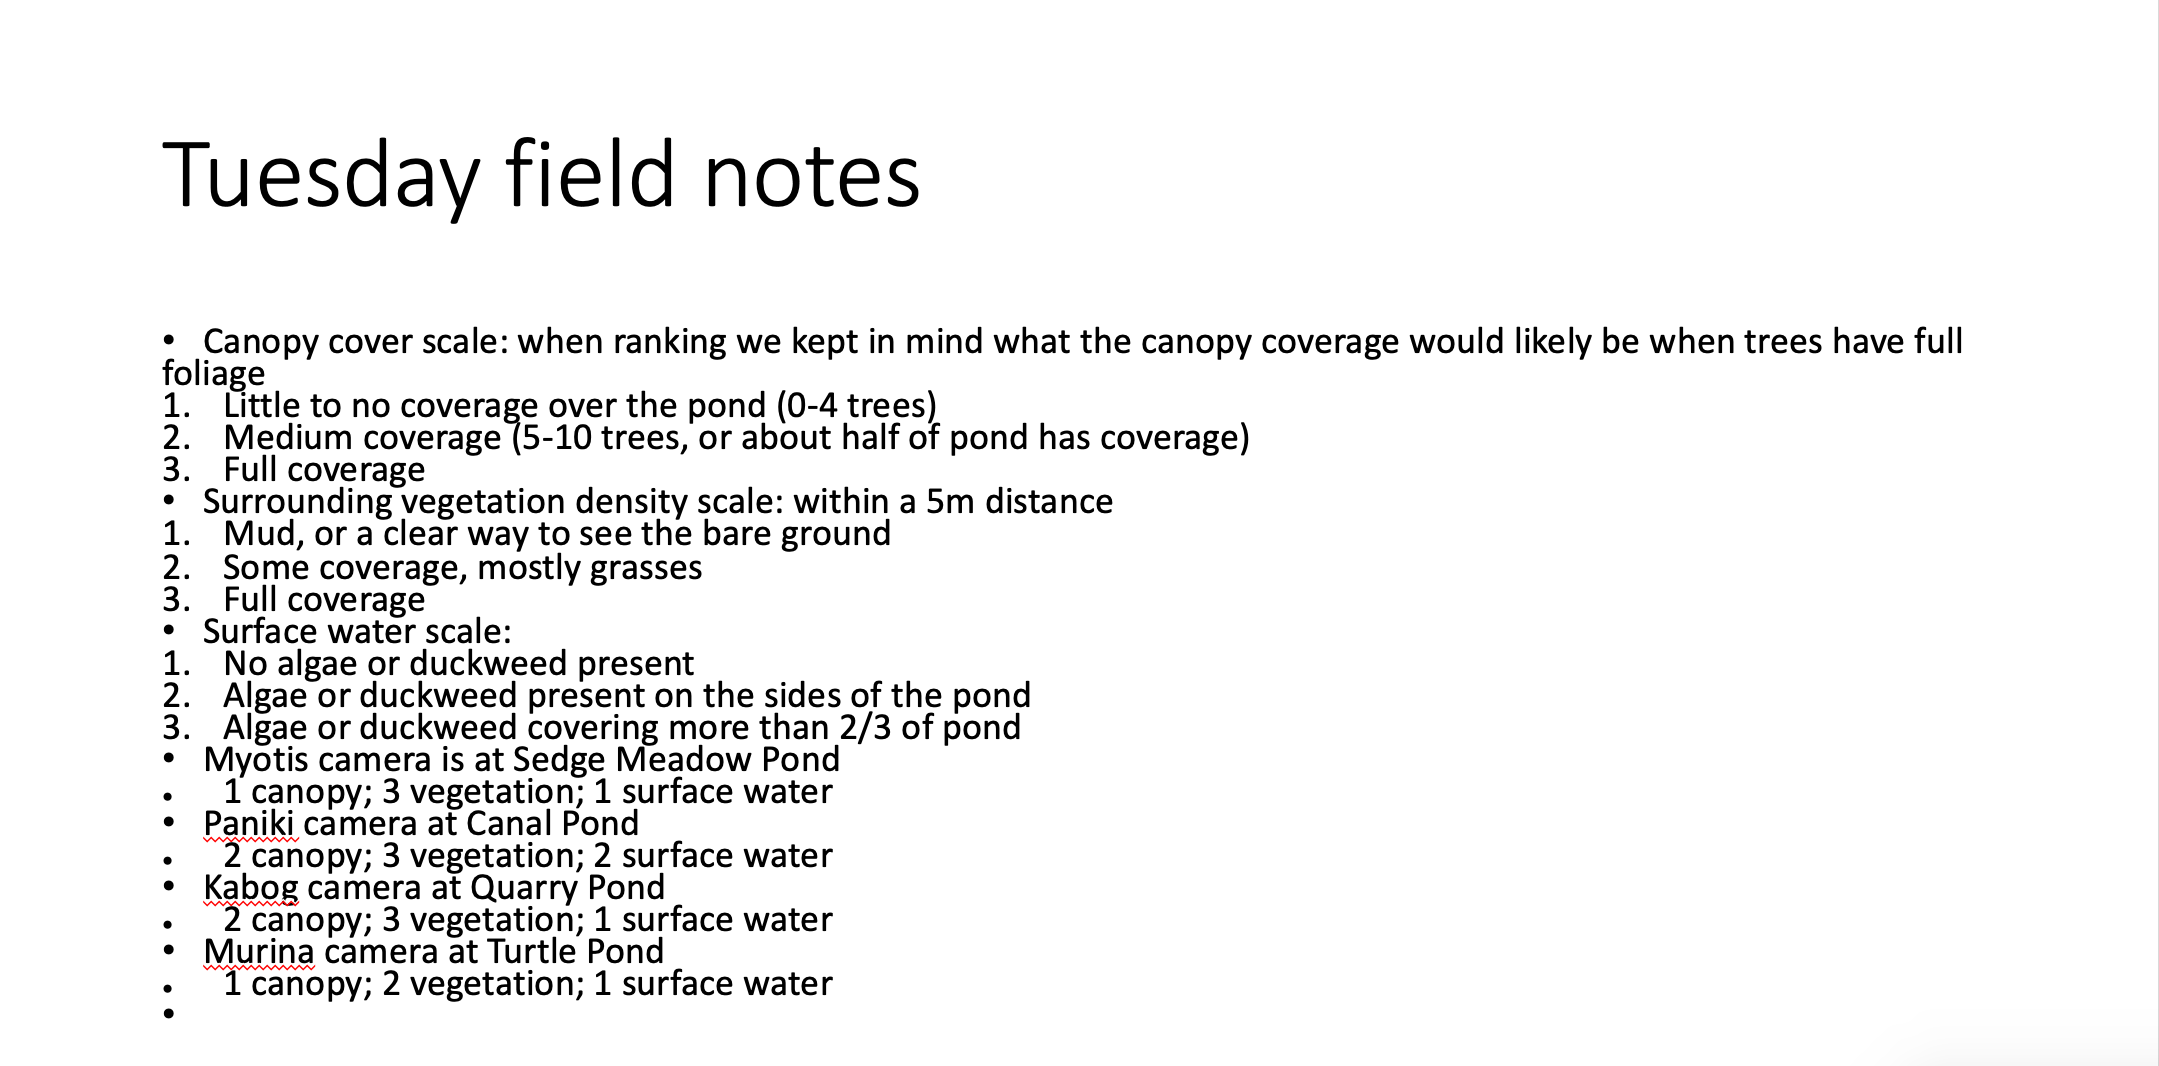 Tuesday field notes
• Canopy cover scale: when ranking we kept in mind what the canopy coverage would likely be when trees have full
foliage
1. Little to no coverage over the pond (0-4 trees)
2. Medium coverage (5-10 trees, or about half of pond has coverage)
3. Full coverage
• Surrounding vegetation density scale: within a 5m distance
1. Mud, or a clear way to see the bare ground
2. Some coverage, mostly grasses
3. Full coverage
• Surface water scale:
1. No algae or duckweed present
2. Algae or duckweed present on the sides of the pond
3. Algae or duckweed covering more than 2/3 of pond
• Myotis camera is at Sedge Meadow Pond
• 1 canopy; 3 vegetation; 1 surface water
• Paniki camera at Canal Pond
• 2 canopy; 3 vegetation; 2 surface water
• Kabog camera at Quarry Pond
• 2 canopy; 3 vegetation; 1 surface water
• Murina camera at Turtle Pond
• 1 canopy; 2 vegetation; 1 surface water
•